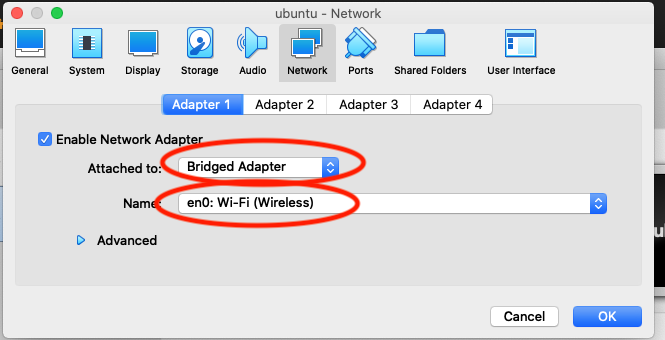 ubuntu - Network
General System Display Storage Audio Network Ports Shared Folders User Interface
Adapter 1 Adapter 2 Adapter 3 Adapter 4
Enable Network Adapter
Attached to: Bridged Adapter
Name: en0: Wi-Fi (Wireless)
Advanced
Cancel OK